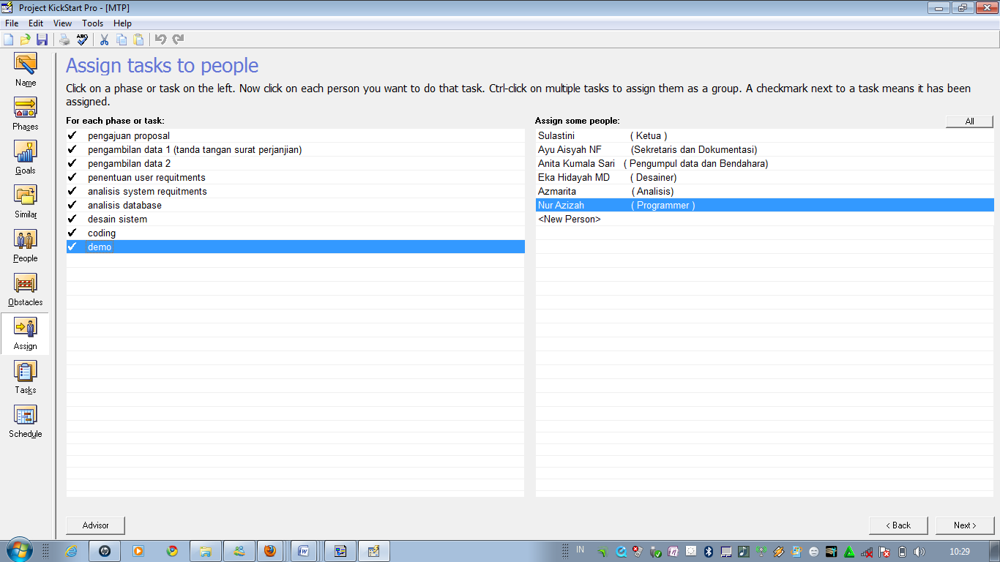 Project KickStart Pro - [MTP]
File Edit View Tools Help
Name
Phases
Goals
Similar
People
Obstacles
Assign
Tasks
Schedule
Assign tasks to people
Click on a phase or task on the left. Now click on each person you want to do that task. Ctrl-click on multiple tasks to assign them as a group. A checkmark next to a task means it has been
assigned.
For each phase or task:
pengajuan proposal
pengambilan data 1 (tanda tangan surat perjanjian)
pengambilan data 2
penentuan user requitments
analisis system requitments
analisis database
desain sistem
coding
demo
Assign some people:
All
Sulastini ( Ketua )
Ayu Aisyah NF (Sekretaris dan Dokumentasi)
Anita Kumala Sari ( Pengumpul data dan Bendahara)
Eka Hidayah MD ( Desainer)
Azmarita ( Analisis)
Nur Azizah ( Programmer )
<New Person>
Advisor
< Back
Next >
IN
10:29